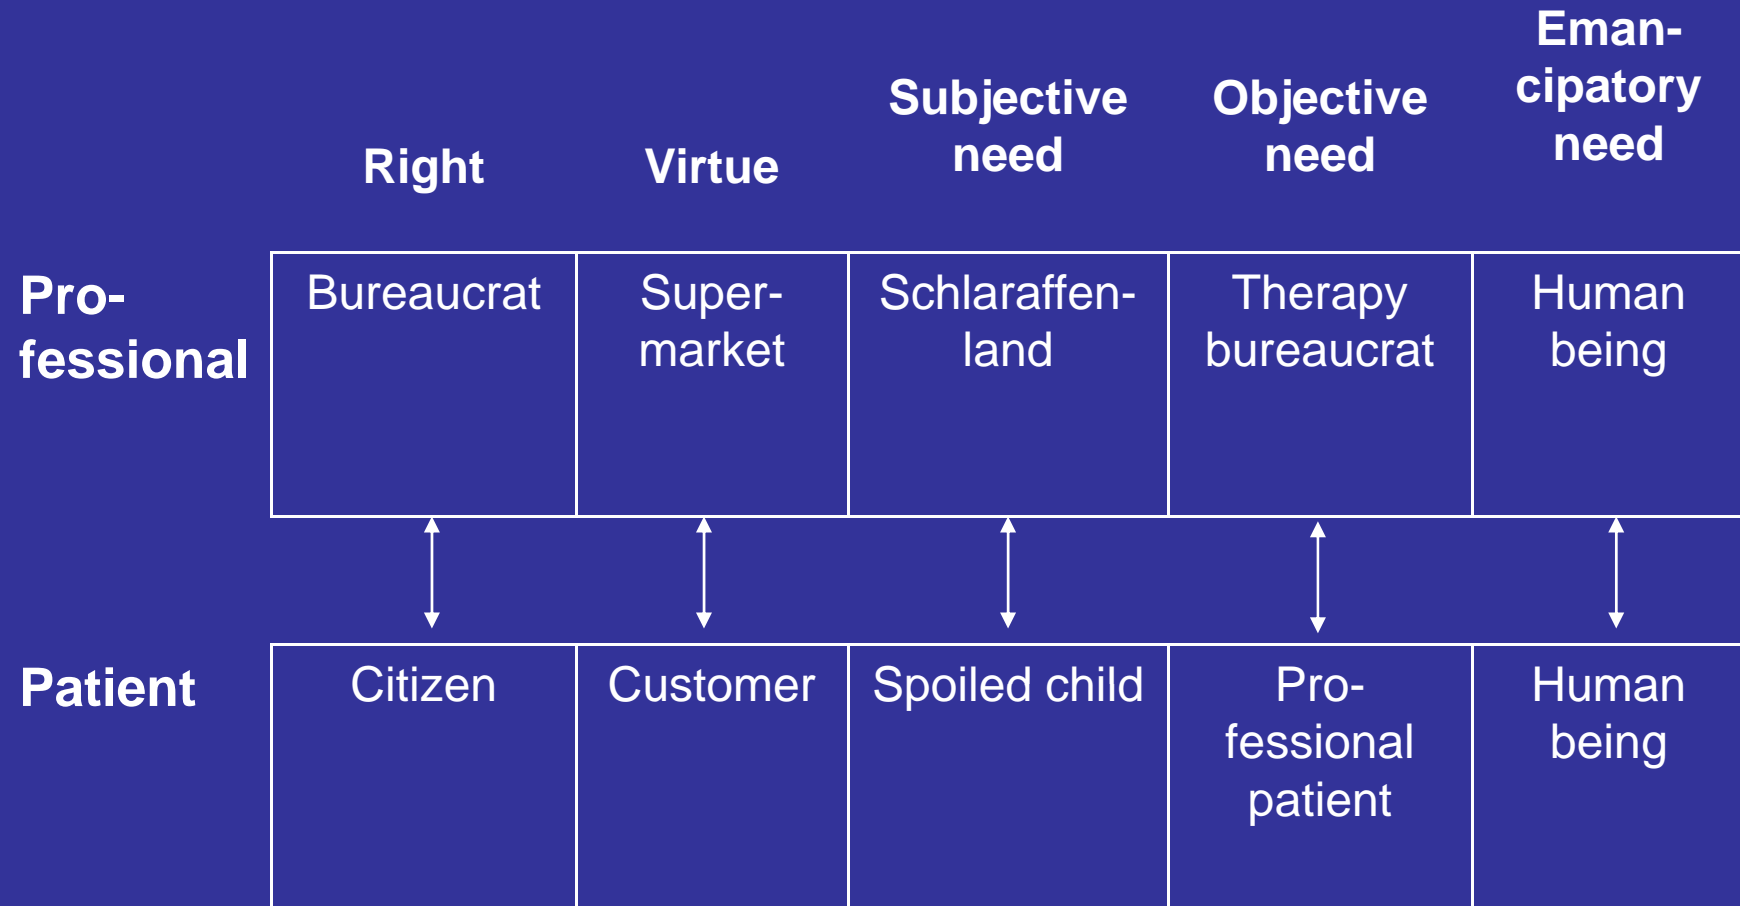 Right
Virtue
Subjective
need
Objective
need
Eman-
cipatory
need
Pro-
fessional
Bureaucrat
Super-
market
Schlaraffen-
land
Therapy
bureaucrat
Human
being
Patient
Citizen
Customer
Spoiled child
Pro-
fessional
patient
Human
being